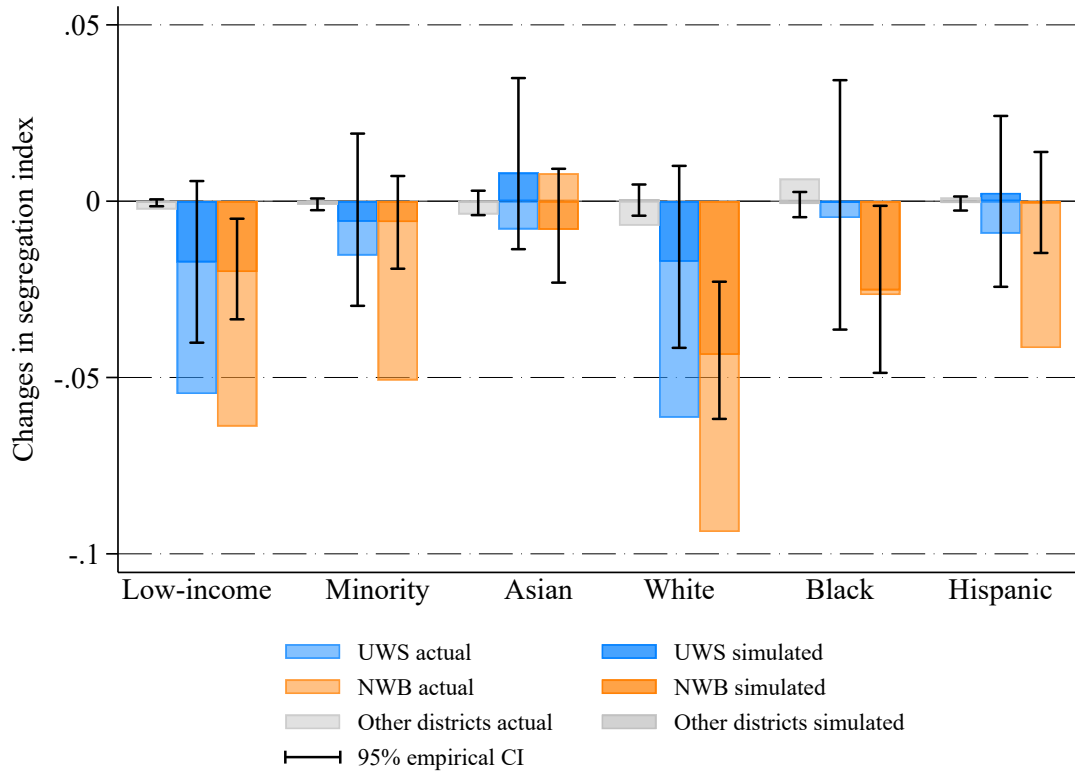 Changes in segregation index
.05
0
-.05
-.1
Low-income Minority Asian White Black Hispanic
UWS actual UWS simulated
NWB actual NWB simulated
Other districts actual Other districts simulated
95% empirical CI